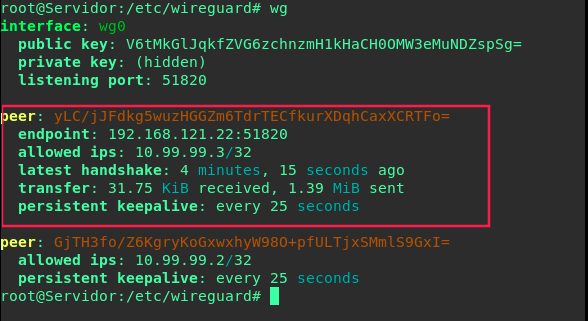 root@Servidor:/etc/wireguard# wg
interface: wg0
public key: V6tMkGlJqkfZVG6zchnzmH1kHaCH0OMW3eMuNDZspSg=
private key: (hidden)
listening port: 51820
peer: yLC/jJFdkg5wuzHGGZm6TdrTECfkurXDqhCaxXCRTFo=
endpoint: 192.168.121.22:51820
allowed ips: 10.99.99.3/32
latest handshake: 4 minutes, 15 seconds ago
transfer: 31.75 KiB received, 1.39 MiB sent
persistent keepalive: every 25 seconds
peer: GjTH3fo/Z6KgryKoGxwxhyW98O+pfULTjxSMmlS9GxI=
allowed ips: 10.99.99.2/32
persistent keepalive: every 25 seconds
root@Servidor:/etc/wireguard#